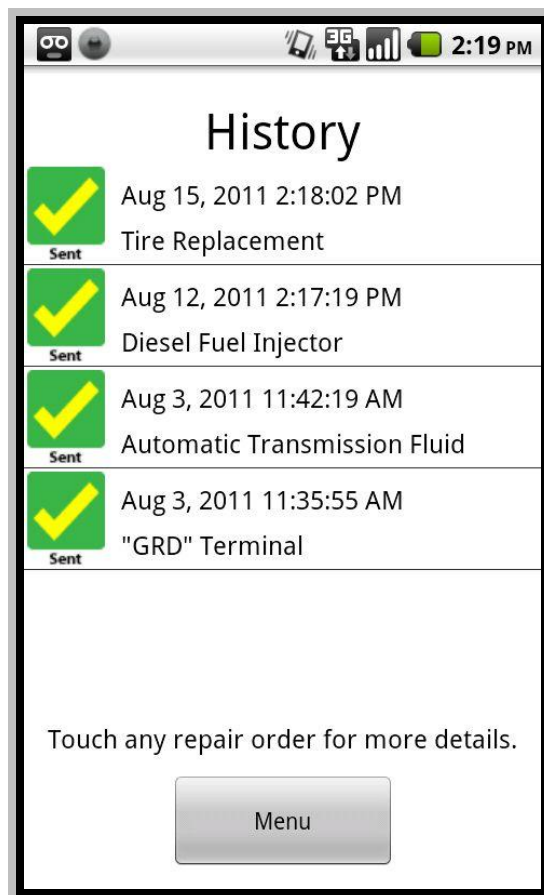 3G 2:19 PM
History
Aug 15, 2011 2:18:02 PM
Tire Replacement
Sent
Aug 12, 2011 2:17:19 PM
Diesel Fuel Injector
Sent
Aug 3, 2011 11:42:19 AM
Automatic Transmission Fluid
Sent
Aug 3, 2011 11:35:55 AM
"GRD" Terminal
Sent
Touch any repair order for more details.
Menu